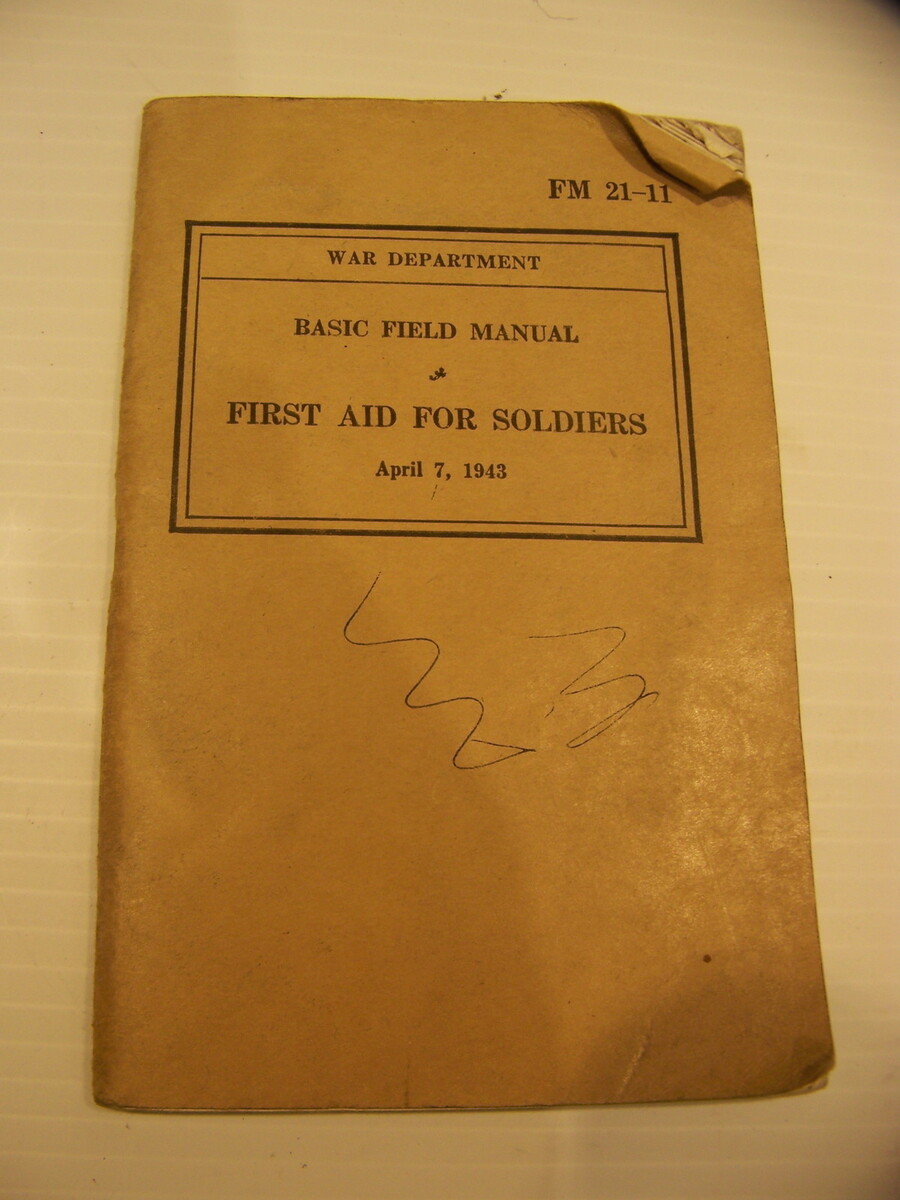 FM 21–11
WAR DEPARTMENT
BASIC FIELD MANUAL
FIRST AID FOR SOLDIERS
April 7, 1943